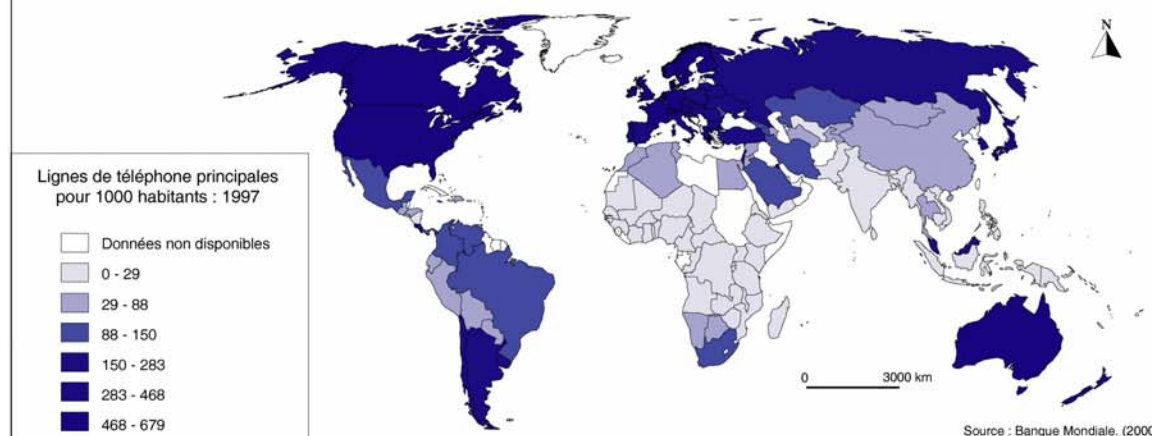 N
Lignes de téléphone principales
pour 1000 habitants : 1997
Données non disponibles
0 - 29
29 - 88
88 - 150
150 - 283
283 - 468
468 - 679
0 3000 km
Source : Banque Mondiale. (2000